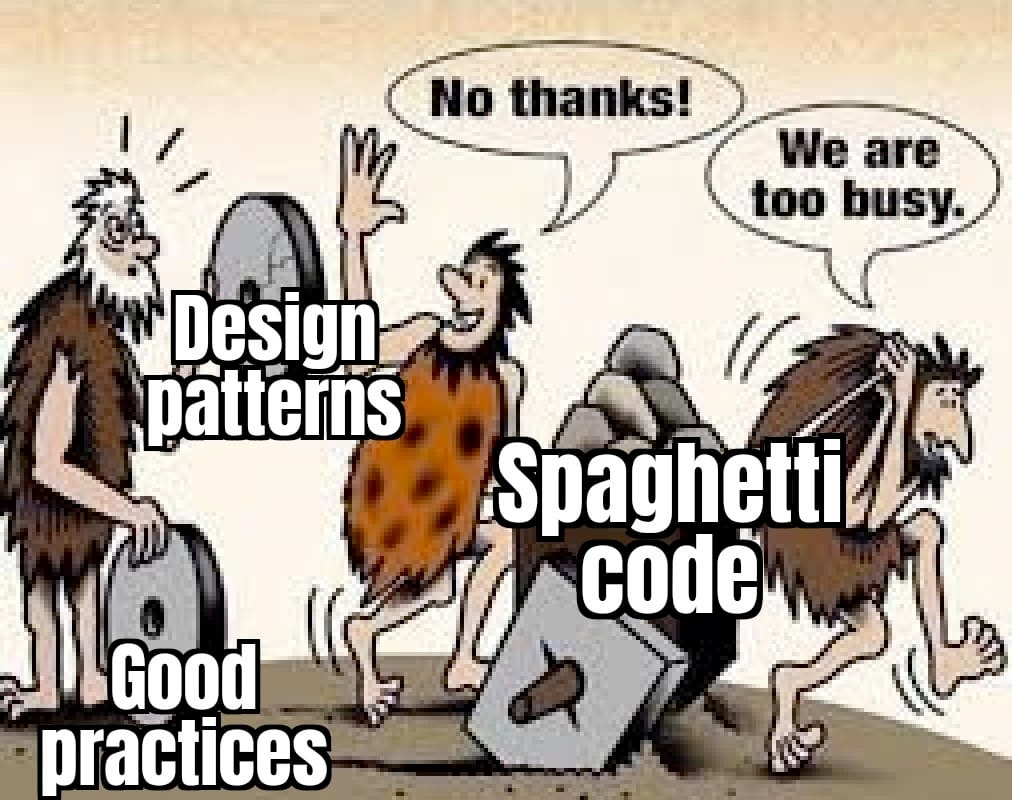 No thanks!
We are
too busy.
Design
patterns
Spaghetti
code
Good
practices